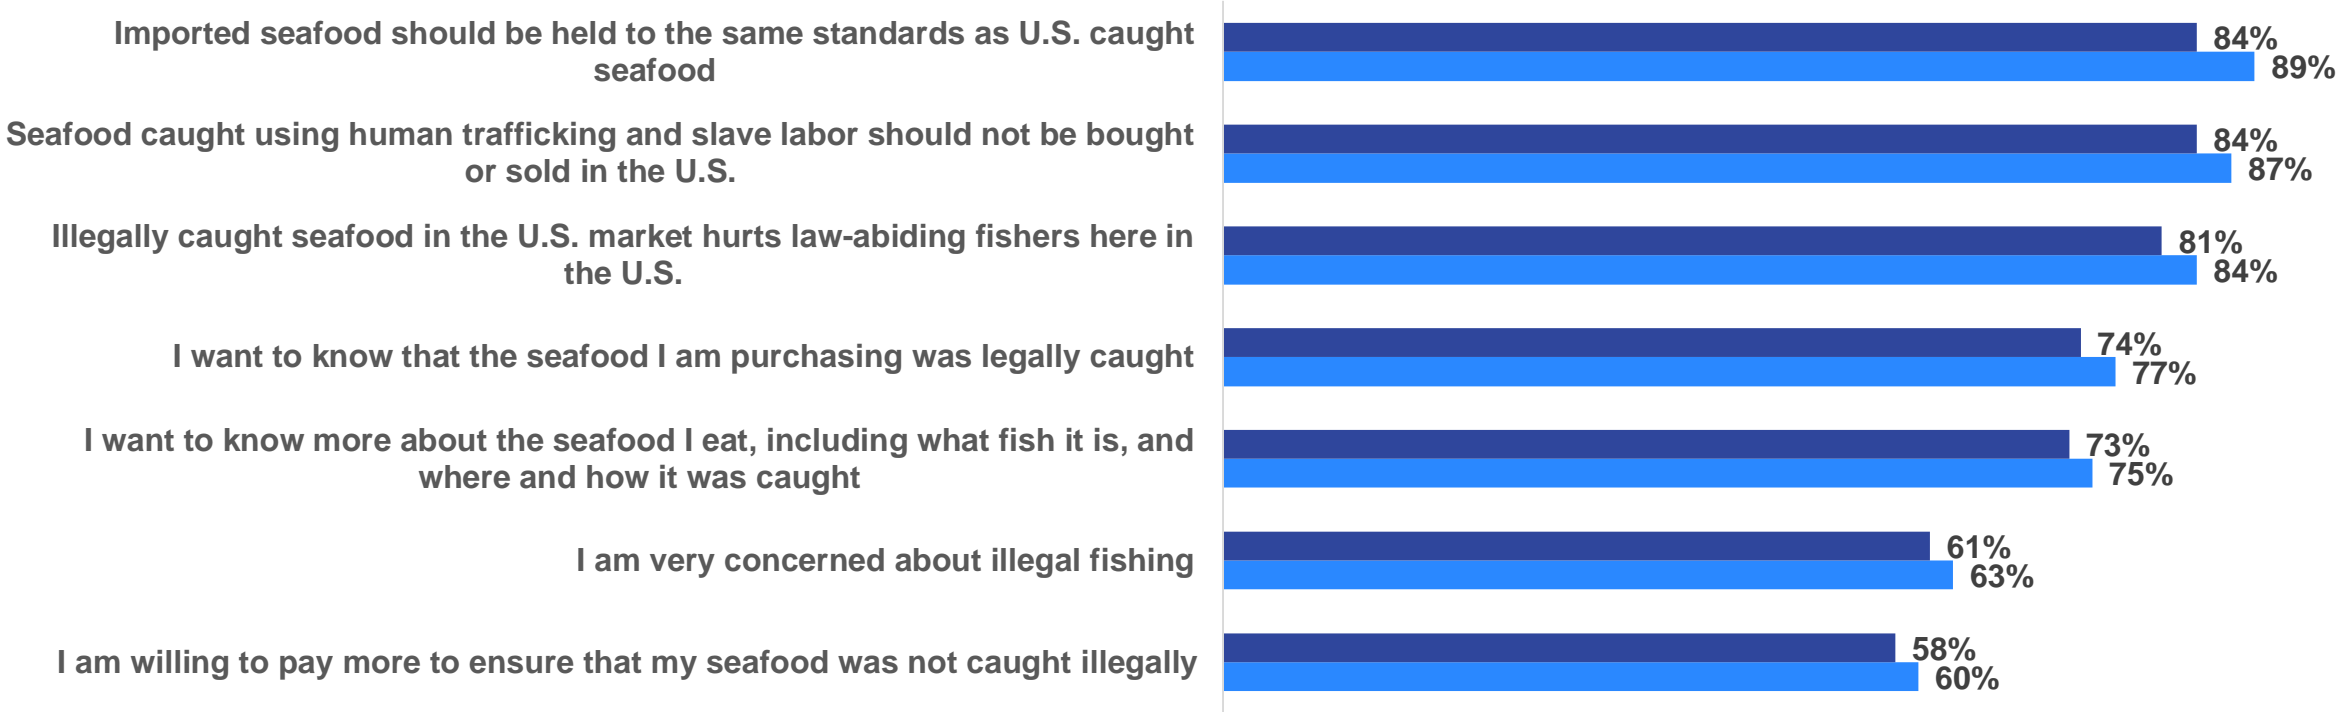 Imported seafood should be held to the same standards as U.S. caught
seafood
84%
89%
Seafood caught using human trafficking and slave labor should not be bought
or sold in the U.S.
84%
87%
Illegally caught seafood in the U.S. market hurts law-abiding fishers here in
the U.S.
81%
84%
I want to know that the seafood I am purchasing was legally caught
74%
77%
I want to know more about the seafood I eat, including what fish it is, and
where and how it was caught
73%
75%
I am very concerned about illegal fishing
61%
63%
I am willing to pay more to ensure that my seafood was not caught illegally
58%
60%